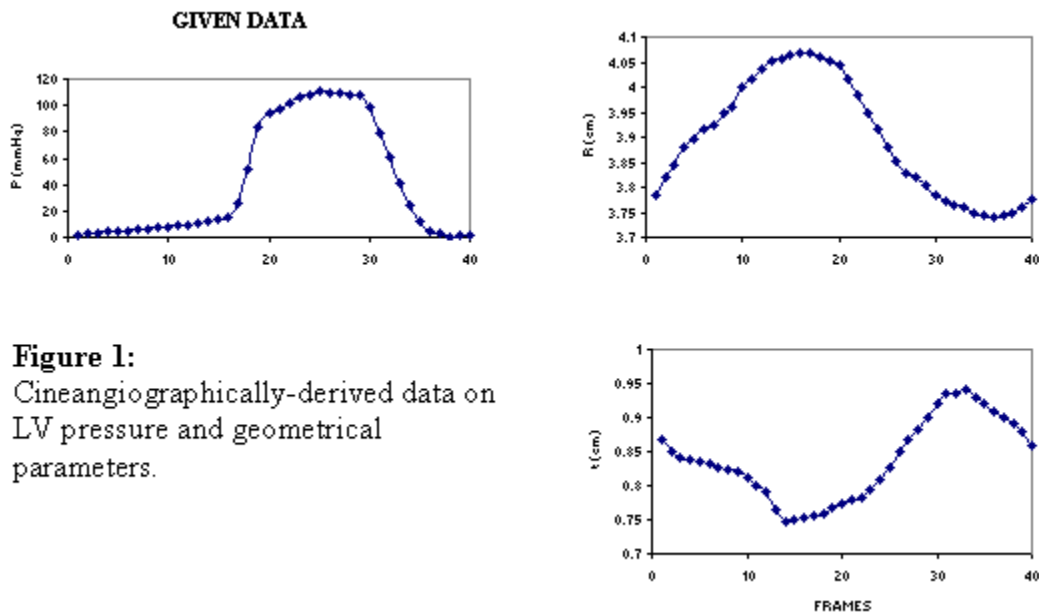 GIVEN DATA
P (mmHg)
120
100
80
60
40
20
0
0 10 20 30 40
R (cm)
4.1
4.05
4
3.95
3.9
3.85
3.8
3.75
3.7
0 10 20 30 40
Figure 1:
Cineangiographically-derived data on
LV pressure and geometrical
parameters.
t (cm)
1
0.95
0.9
0.85
0.8
0.75
0.7
0 10 20 30 40
FRAMES